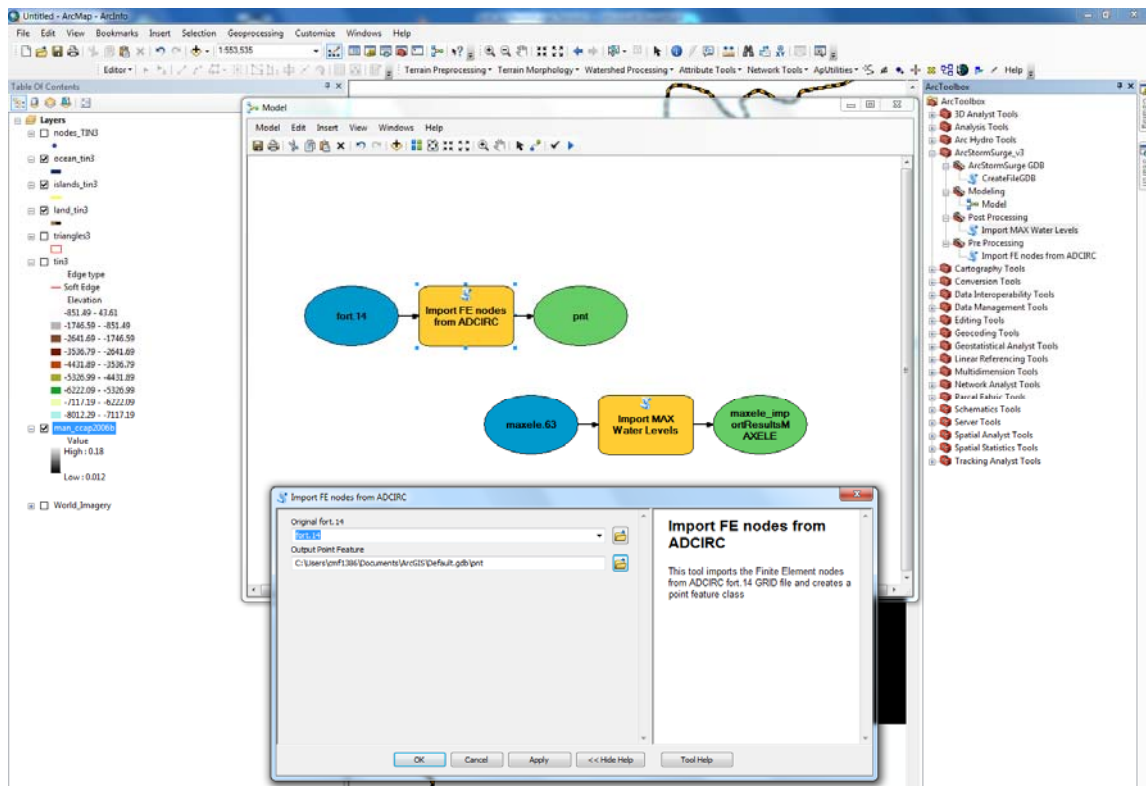 Untitled - ArcMap - ArcInfo
File Edit View Bookmarks Insert Selection Geoprocessing Customize Windows Help
1:553,535
Editor
Terrain Preprocessing Terrain Morphology Watershed Processing Attribute Tools Network Tools ApUtilities Help
Table Of Contents
Layers
nodes_TIN3
ocean_tin3
islands_tin3
land_tin3
triangles3
tin3
Edge type
Soft Edge
Elevation
-851.49 - 43.61
-1746.59 - -851.49
-2641.69 - -1746.59
-3536.79 - -2641.69
-4431.89 - -3536.79
-5326.99 - -4431.89
-6222.09 - -5326.99
-7117.19 - -6222.09
-8012.29 - -7117.19
man_ccap2006b
Value
High : 0.18
Low : 0.012
World_Imagery
Model
Model Edit Insert View Windows Help
fort.14
Import FE nodes
from ADCIRC
pnt
maxele.63
Import MAX
Water Levels
maxele_imp
ortResultsM
AXELE
Import FE nodes from ADCIRC
Original fort.14
fort.14
Output Point Feature
C:\Users\cmf1386\Documents\ArcGIS\Default.gdb\pnt
Import FE nodes from
ADCIRC
This tool imports the Finite Element nodes
from ADCIRC fort.14 GRID file and creates a
point feature class
OK Cancel Apply << Hide Help Tool Help
ArcToolbox
ArcToolbox
3D Analyst Tools
Analysis Tools
Arc Hydro Tools
ArcStormSurge_v3
ArcStormSurge GDB
CreateFileGDB
Modeling
Model
Post Processing
Import MAX Water Levels
Pre Processing
Import FE nodes from ADCIRC
Cartography Tools
Conversion Tools
Data Interoperability Tools
Data Management Tools
Editing Tools
Geocoding Tools
Geostatistical Analyst Tools
Linear Referencing Tools
Multidimension Tools
Network Analyst Tools
Parcel Fabric Tools
Schematics Tools
Server Tools
Spatial Analyst Tools
Spatial Statistics Tools
Tracking Analyst Tools